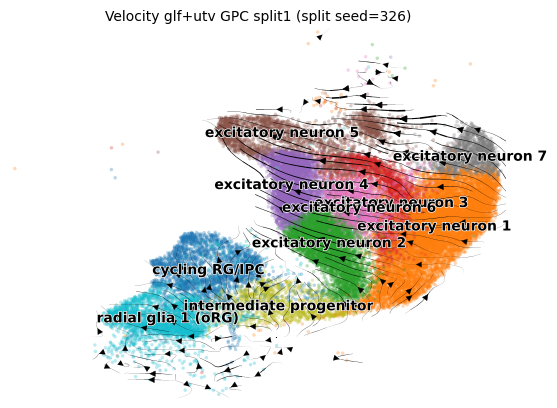 Velocity glf+utv GPC split1 (split seed=326)
excitatory neuron 5
excitatory neuron 7
excitatory neuron 4
excitatory neuron 3
excitatory neuron 6
excitatory neuron 1
excitatory neuron 2
cycling RG/IPC
intermediate progenitor
radial glia 1 (oRG)